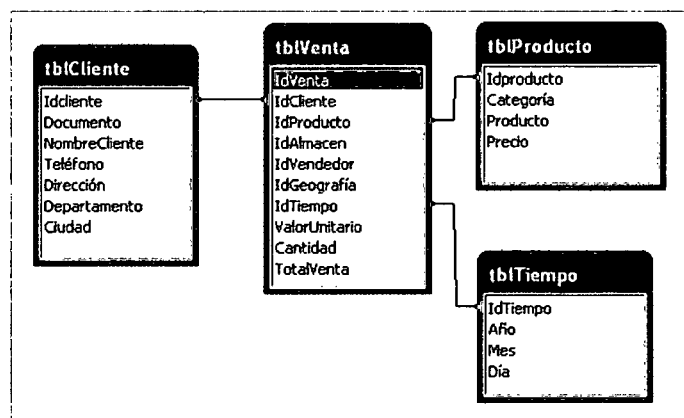 tblCliente
Idcliente
Documento
NombreCliente
Teléfono
Dirección
Departamento
Ciudad
tblVenta
IdVenta
IdCliente
IdProducto
IdAlmacen
IdVendedor
IdGeografía
IdTiempo
ValorUnitario
Cantidad
TotalVenta
tblProducto
Idproducto
Categoría
Producto
Precio
tblTiempo
IdTiempo
Año
Mes
Día